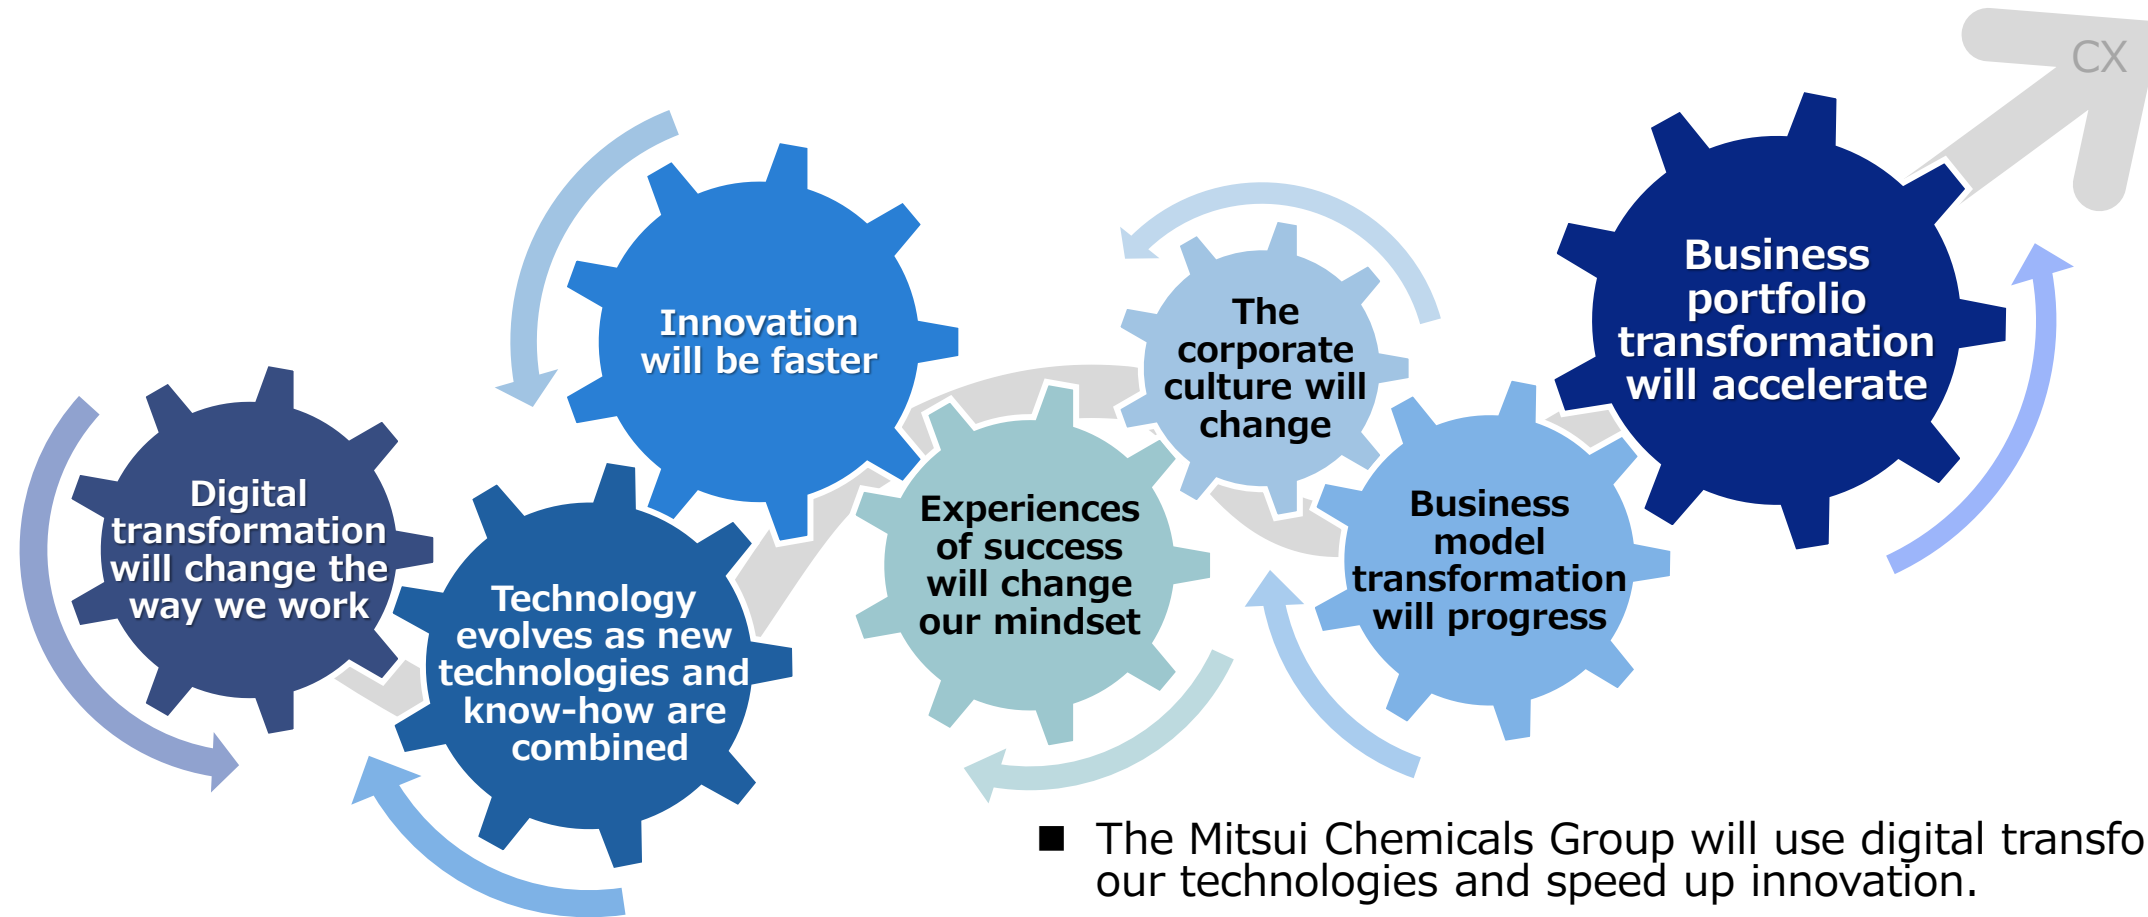 CX
Digital
transformation
will change the
way we work
Technology
evolves as new
technologies and
know-how are
combined
Innovation
will be faster
Experiences
of success
will change
our mindset
The
corporate
culture will
change
Business
model
transformation
will progress
Business
portfolio
transformation
will accelerate
■ The Mitsui Chemicals Group will use digital transfo
our technologies and speed up innovation.